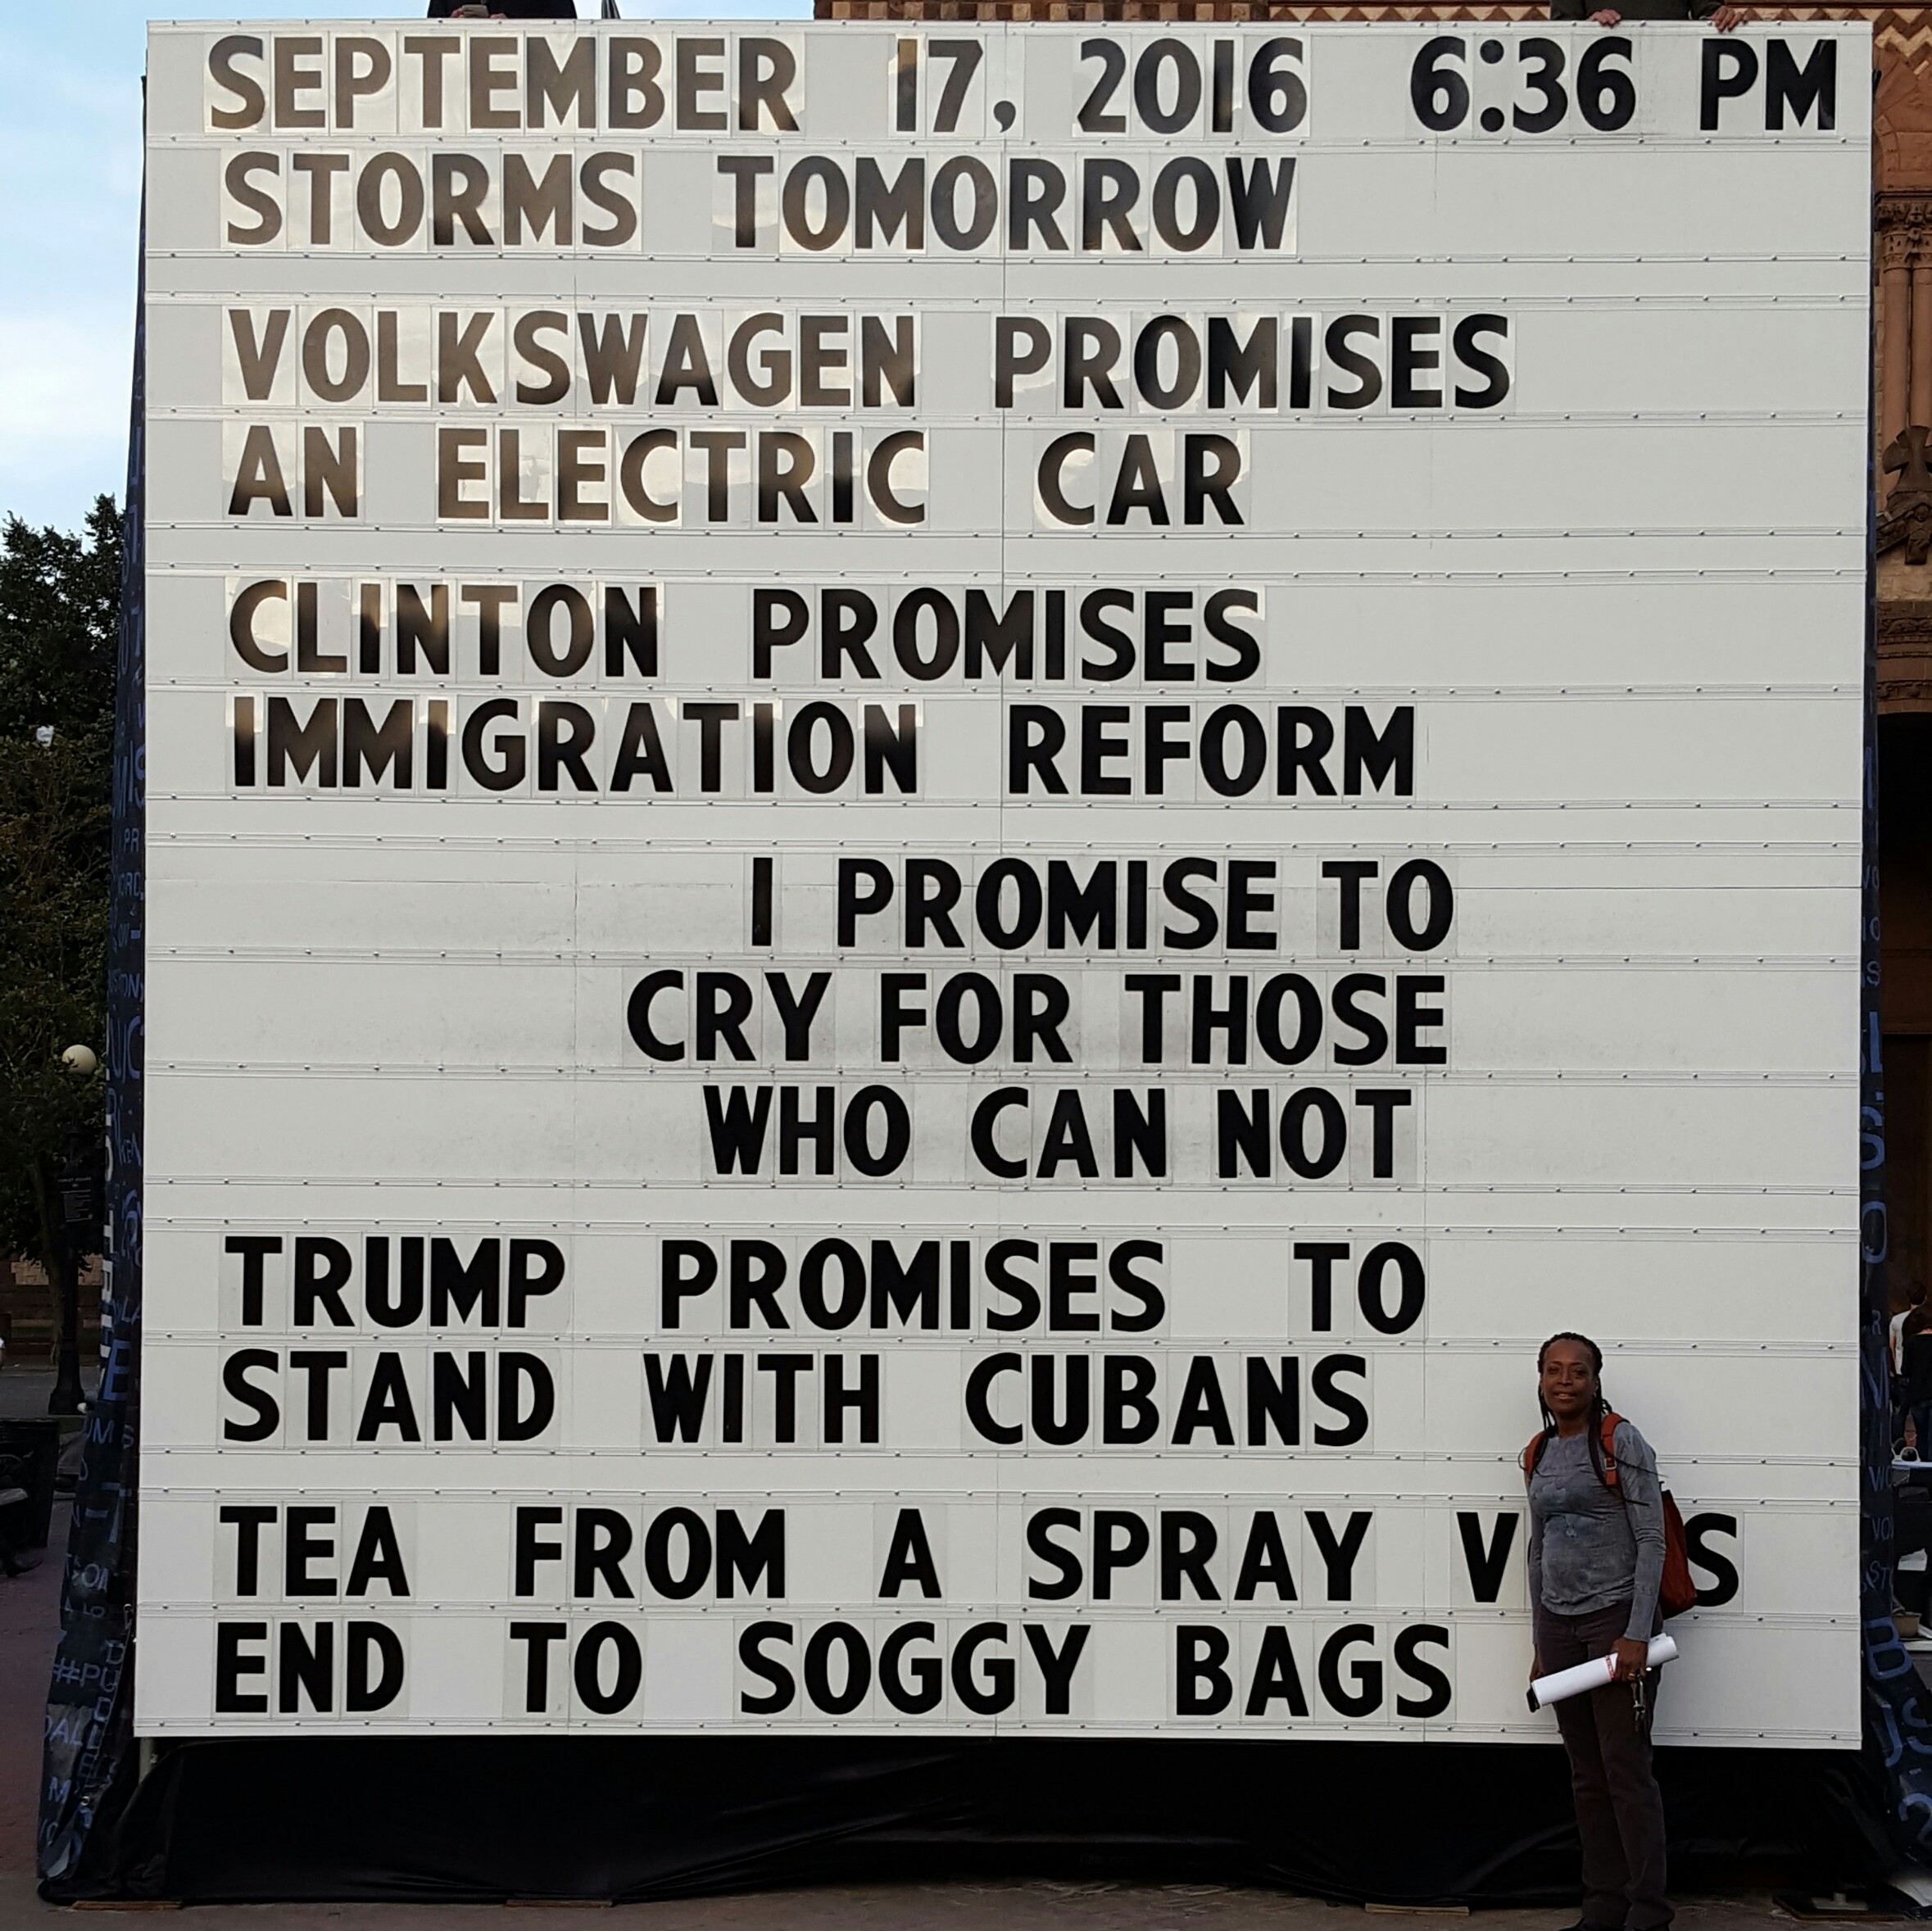 SEPTEMBER 17, 2016 6:36 PM
STORMS TOMORROW
VOLKSWAGEN PROMISES
AN ELECTRIC CAR
CLINTON PROMISES
IMMIGRATION REFORM
I PROMISE TO
CRY FOR THOSE
WHO CAN NOT
TRUMP PROMISES TO
STAND WITH CUBANS
TEA FROM A SPRAY
END TO SOGGY BAGS